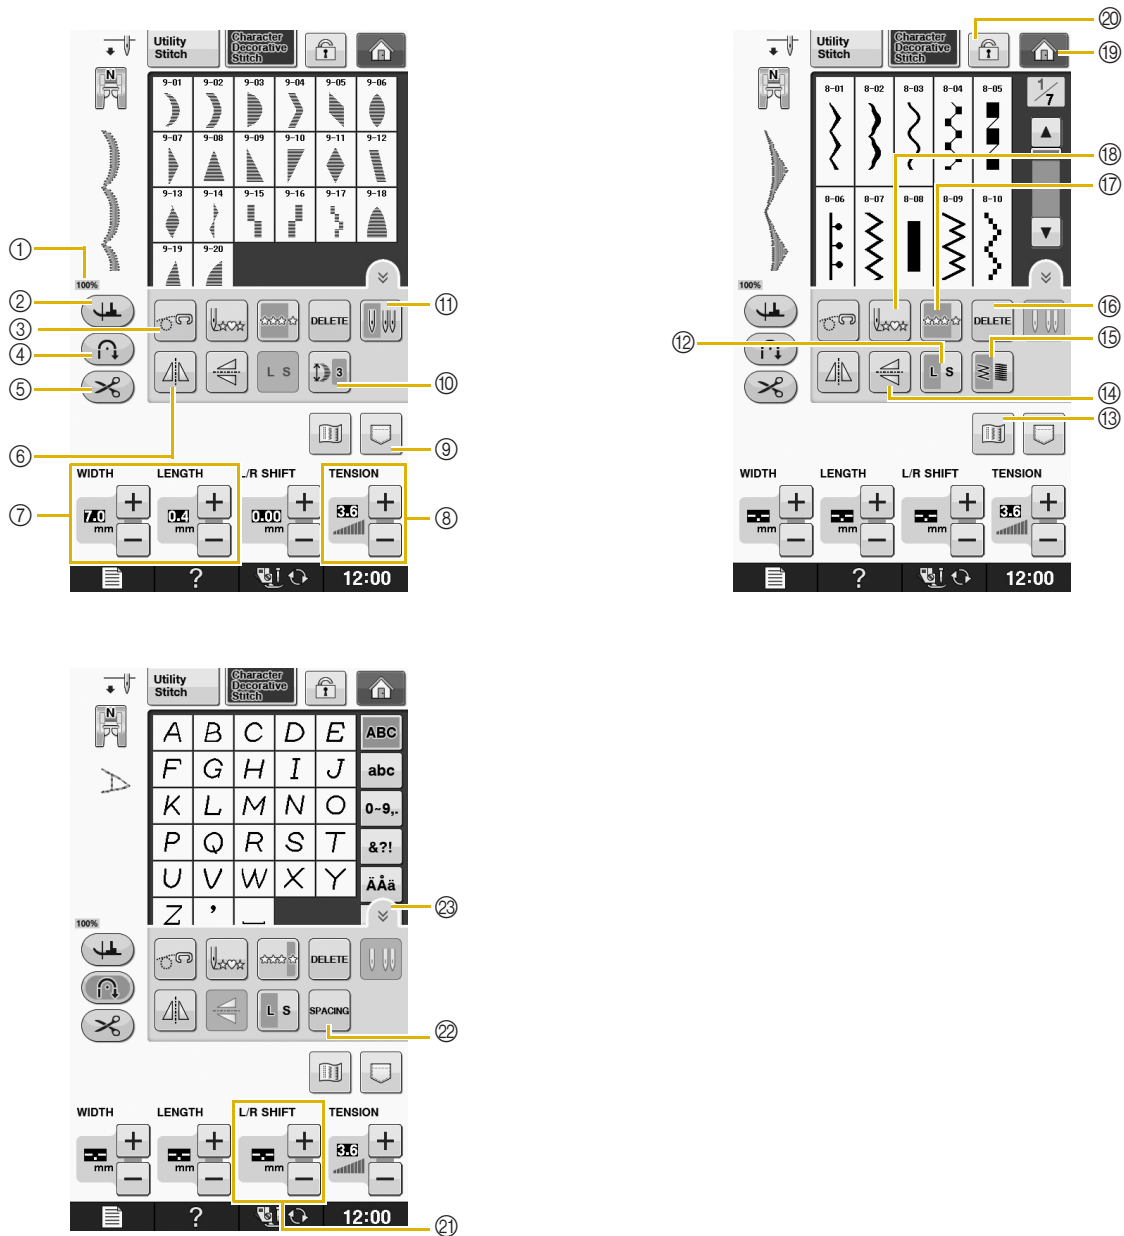 ⑳
Utility Stitch
Character Decorative Stitch
N
9-01 9-02 9-03 9-04 9-05 9-06
9-07 9-08 9-09 9-10 9-11 9-12
9-13 9-14 9-15 9-16 9-17 9-18
9-19 9-20
①
100%
②
③
DELETE
⑪
④
L S
3
⑤
⑩
⑥
⑨
WIDTH LENGTH L/R SHIFT TENSION
⑦
7.0 mm 0.4 mm 0.00 mm 3.6
⑧
? 12:00
Utility Stitch
Character Decorative Stitch
⑲
N
8-01 8-02 8-03 8-04 8-05
1/7
⑱
⑰
8-06 8-07 8-08 8-09 8-10
100%
DELETE
⑯
⑫
L S
⑮
⑭
⑬
WIDTH LENGTH L/R SHIFT TENSION
-.- mm -.- mm -.- mm 3.6
? 12:00
Utility Stitch
Character Decorative Stitch
N
A B C D E ABC
A
F G H I J abc
K L M N O 0~9,.
P Q R S T &?!
U V W X Y ÄÅä
Z ' _
㉓
100%
DELETE
L S SPACING
㉒
WIDTH LENGTH L/R SHIFT TENSION
-.- mm -.- mm -.- mm 3.6
? 12:00
㉑